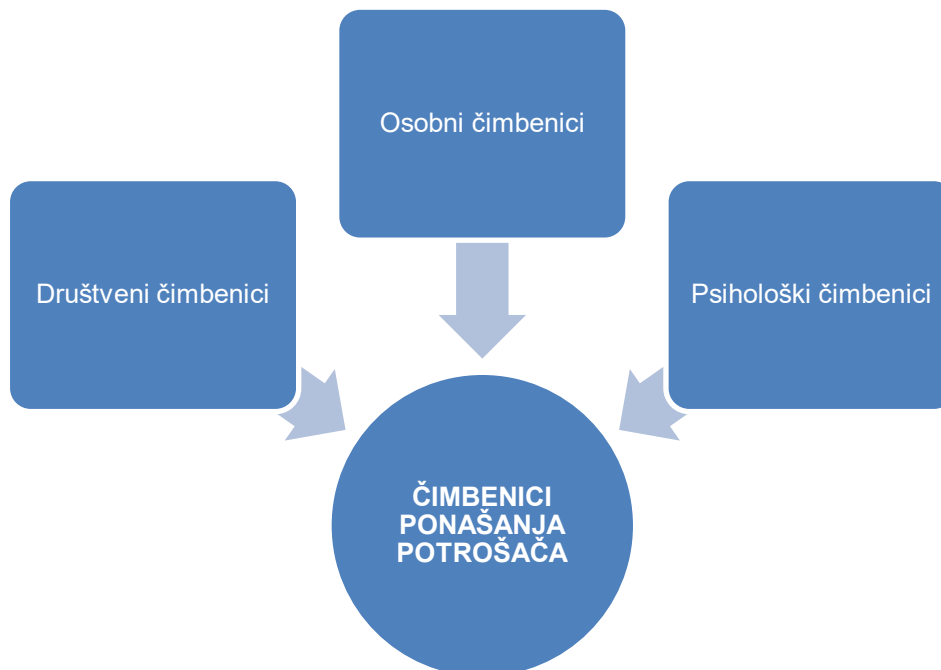 Osobni čimbenici
Društveni čimbenici
Psihološki čimbenici
ČIMBENICI
PONAŠANJA
POTROŠAČA